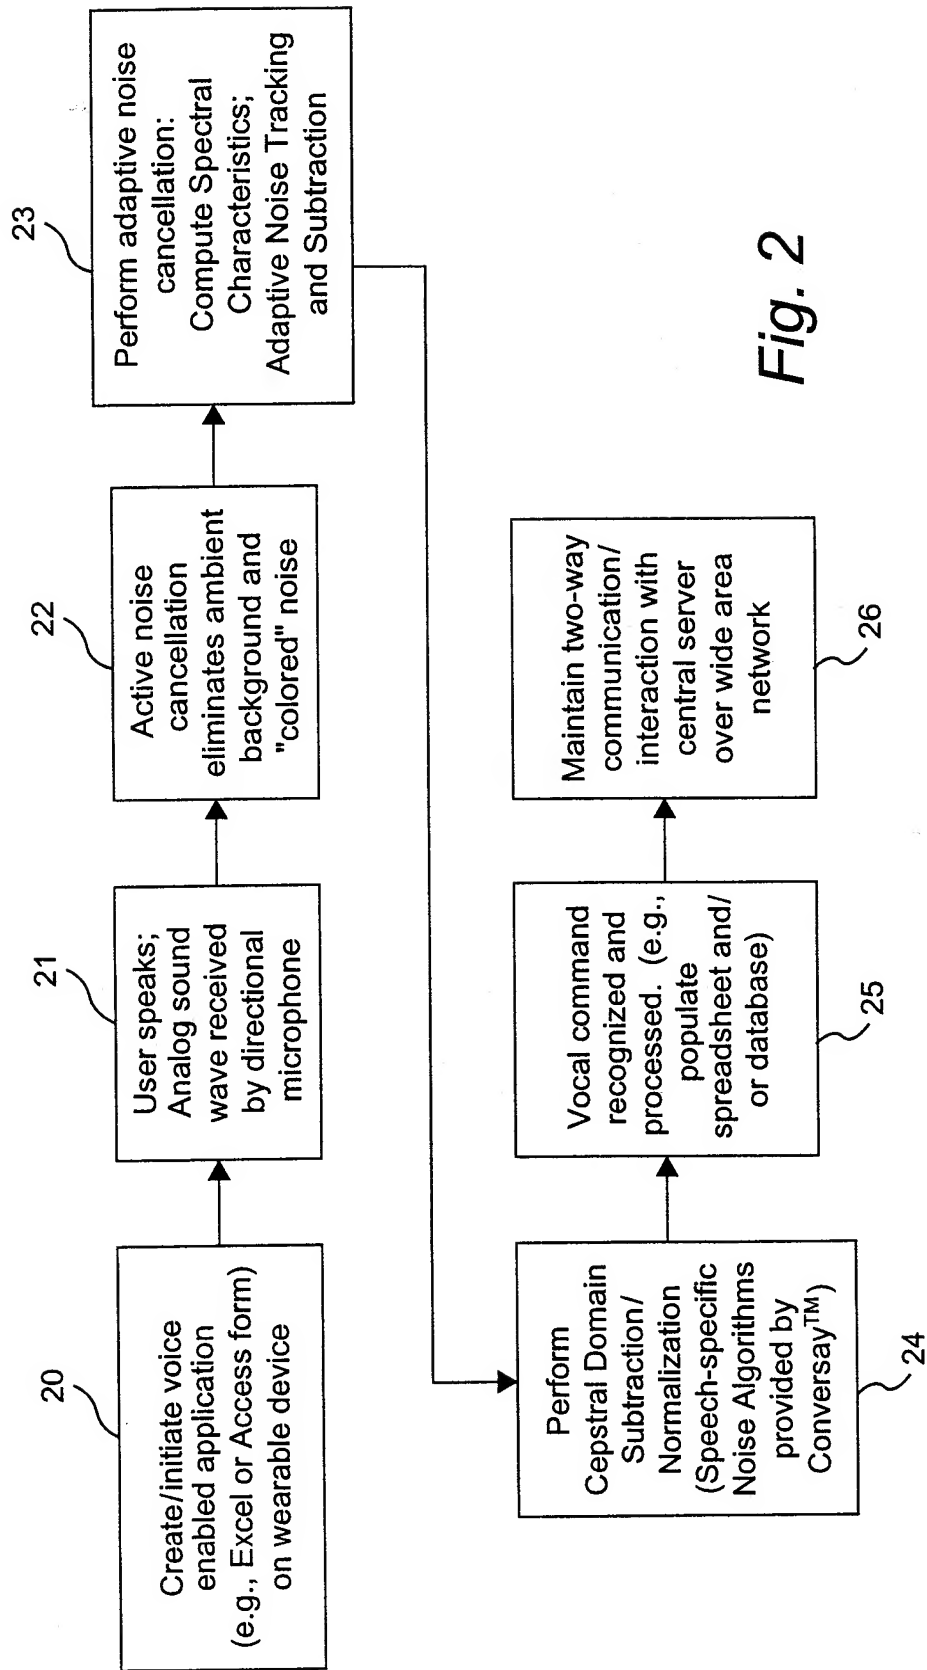 20
Create/initiate voice
enabled application
(e.g., Excel or Access form)
on wearable device
21
User speaks;
Analog sound
wave received
by directional
microphone
22
Active noise
cancellation
eliminates ambient
background and
"colored" noise
23
Perform adaptive noise
cancellation:
Compute Spectral
Characteristics;
Adaptive Noise Tracking
and Subtraction
Perform
Cepstral Domain
Subtraction/
Normalization
(Speech-specific
Noise Algorithms
provided by
Conversay™)
24
Vocal command
recognized and
processed. (e.g.,
populate
spreadsheet and/
or database)
25
Maintain two-way
communication/
interaction with
central server
over wide area
network
26
Fig. 2